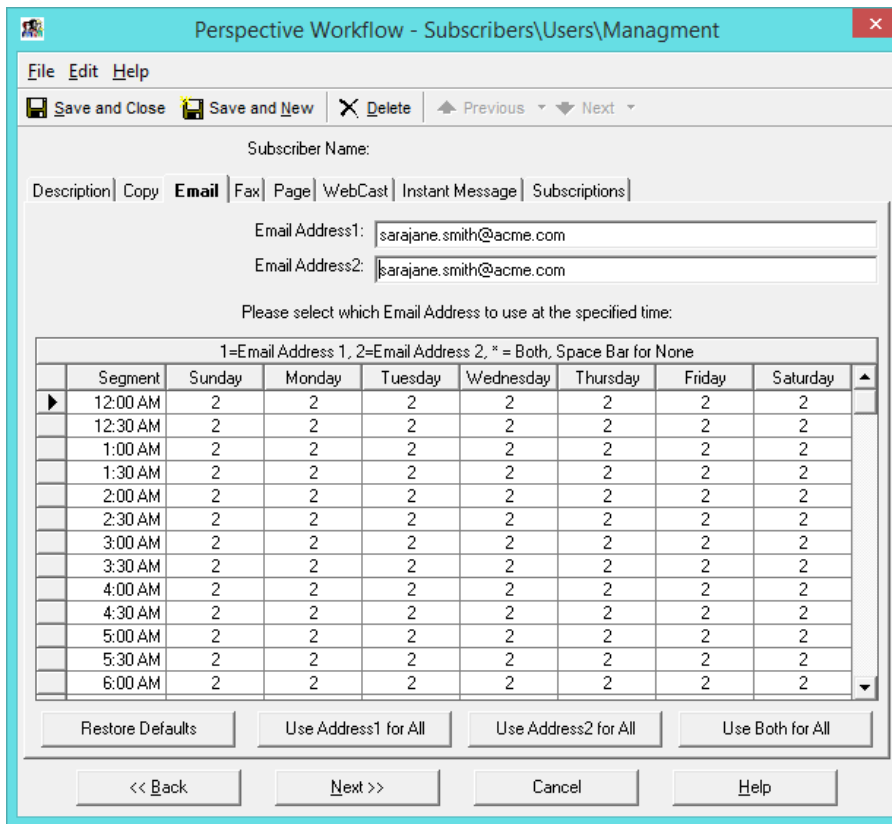 Perspective Workflow - Subscribers\Users\Managment
File Edit Help
Save and Close Save and New Delete Previous Next
Subscriber Name:
Description Copy Email Fax Page WebCast Instant Message Subscriptions
Email Address1: sarajane.smith@acme.com
Email Address2: sarajane.smith@acme.com
Please select which Email Address to use at the specified time:
1=Email Address 1, 2=Email Address 2, * = Both, Space Bar for None
Segment Sunday Monday Tuesday Wednesday Thursday Friday Saturday
12:00 AM 2 2 2 2 2 2 2
12:30 AM 2 2 2 2 2 2 2
1:00 AM 2 2 2 2 2 2 2
1:30 AM 2 2 2 2 2 2 2
2:00 AM 2 2 2 2 2 2 2
2:30 AM 2 2 2 2 2 2 2
3:00 AM 2 2 2 2 2 2 2
3:30 AM 2 2 2 2 2 2 2
4:00 AM 2 2 2 2 2 2 2
4:30 AM 2 2 2 2 2 2 2
5:00 AM 2 2 2 2 2 2 2
5:30 AM 2 2 2 2 2 2 2
6:00 AM 2 2 2 2 2 2 2
Restore Defaults Use Address1 for All Use Address2 for All Use Both for All
<< Back Next >> Cancel Help